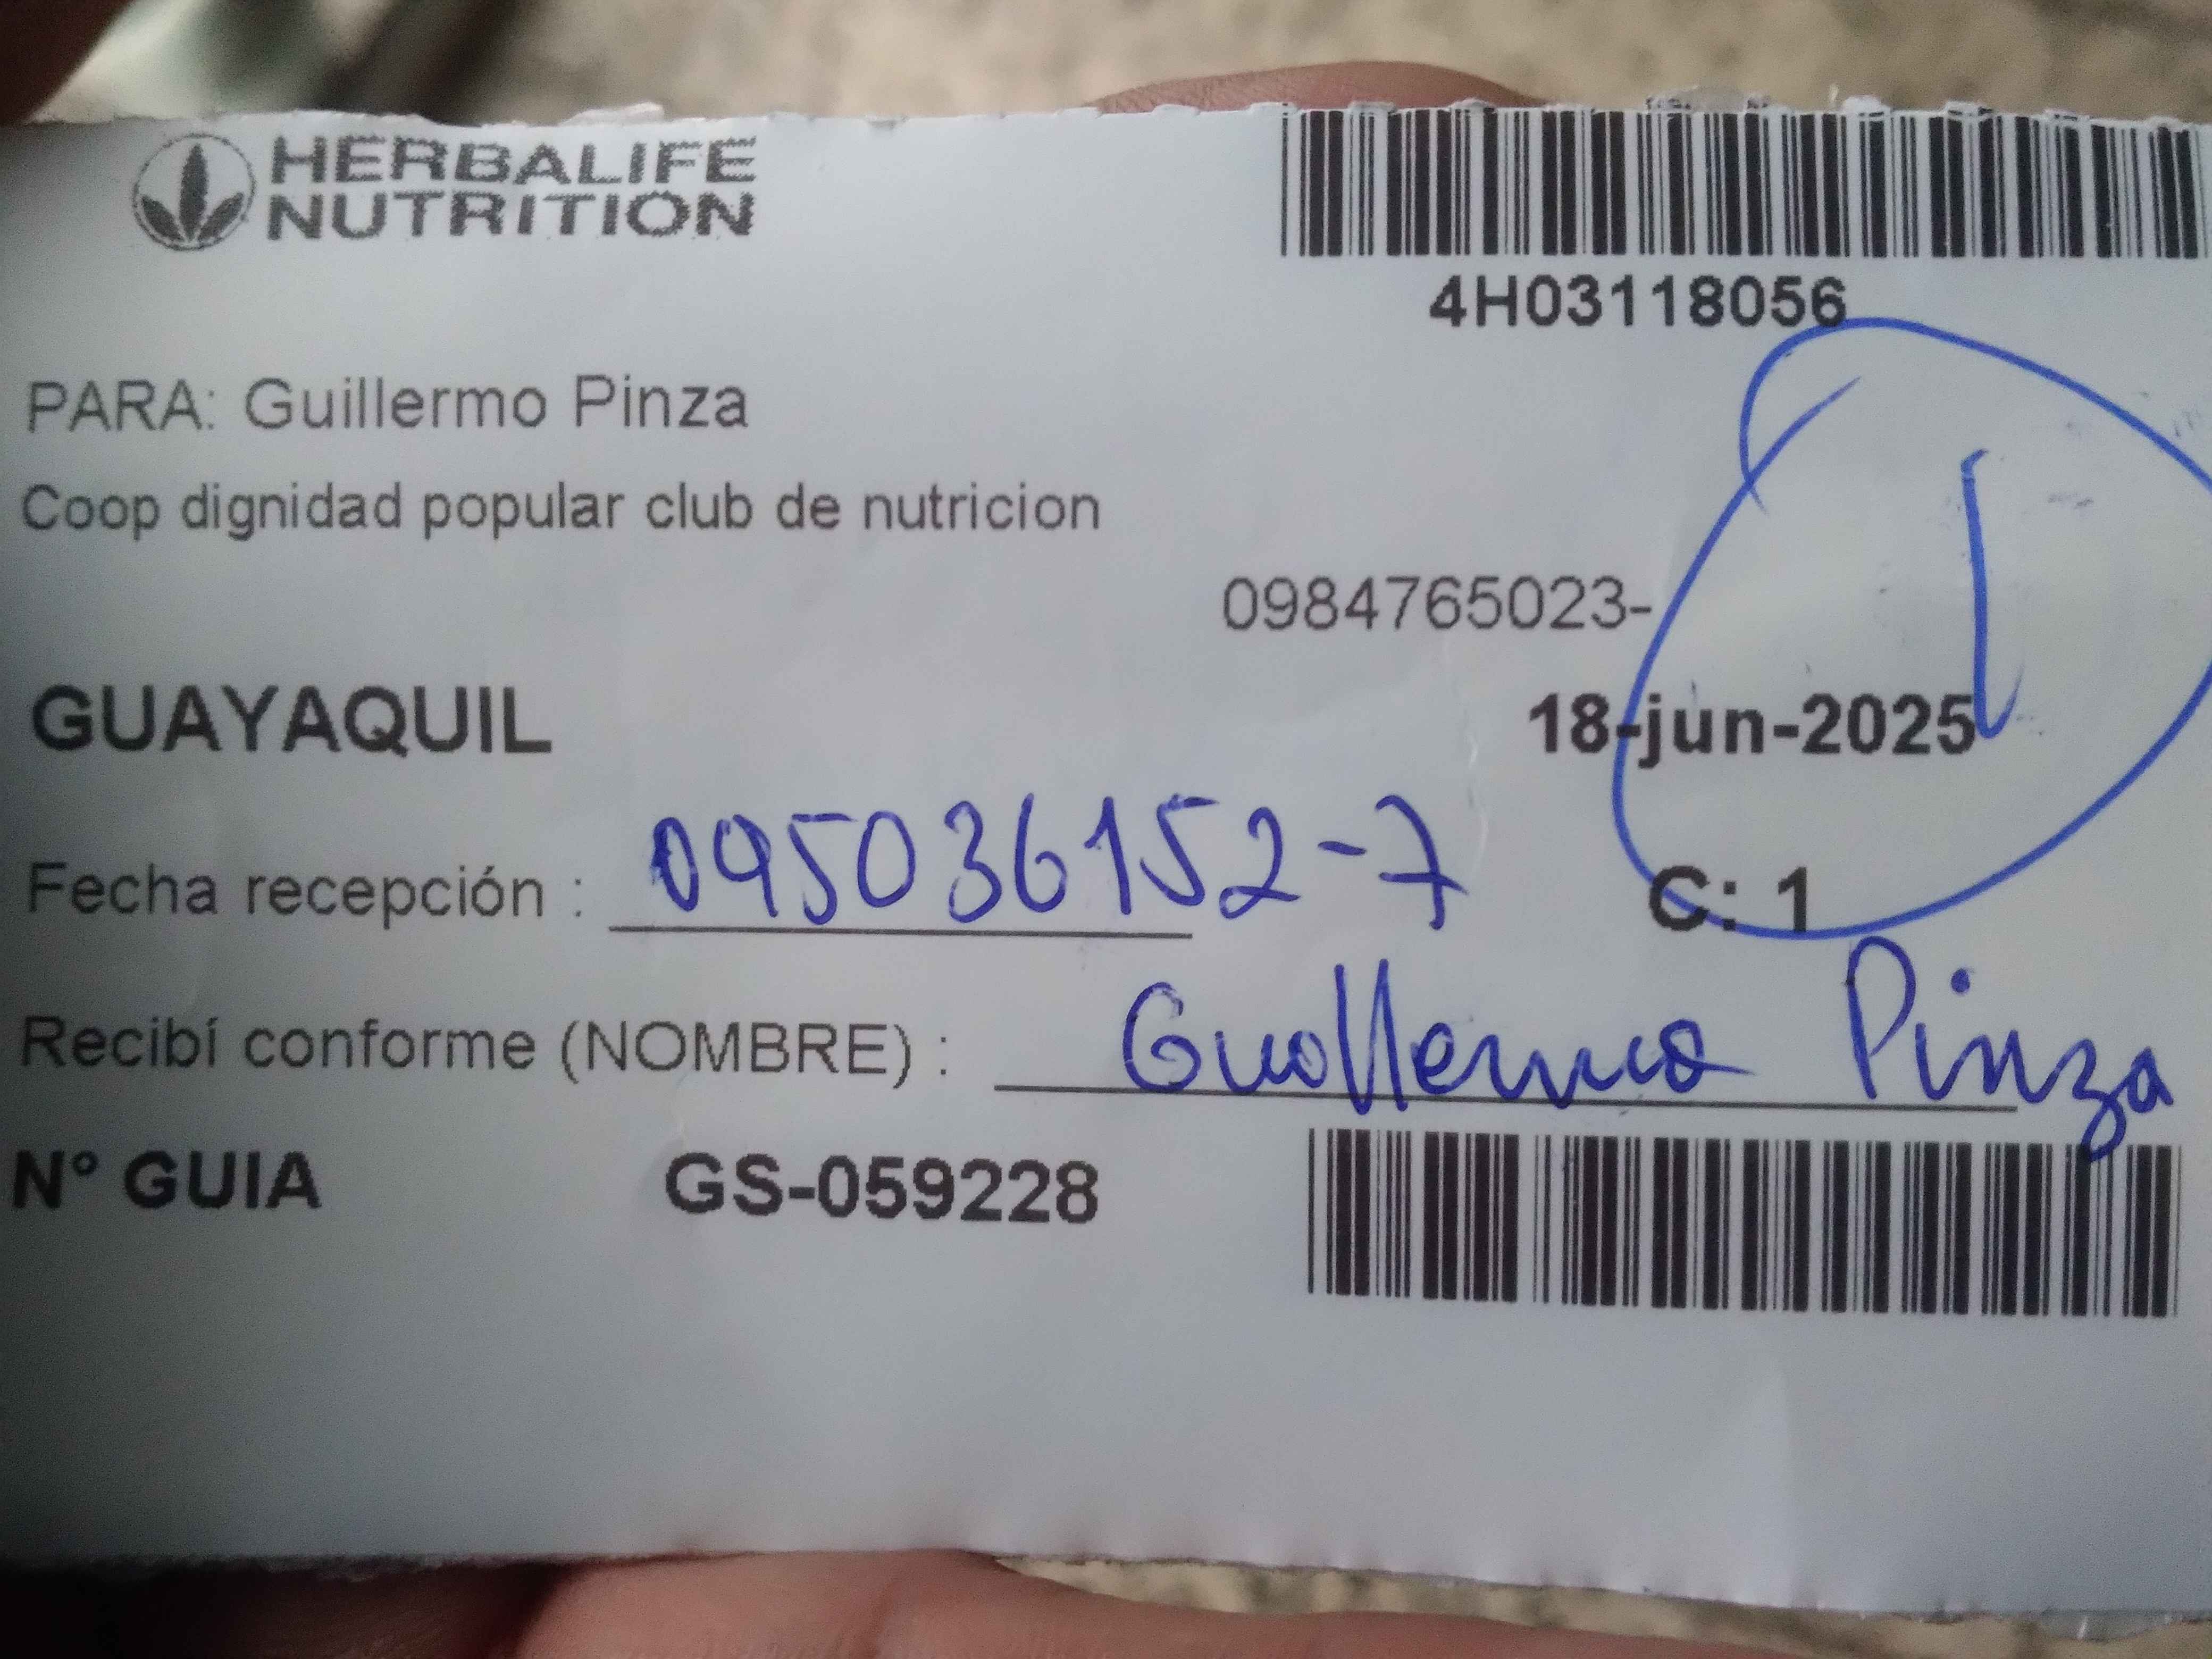 HERBALIFE
NUTRITION
4H03118056
PARA: Guillermo Pinza
Coop dignidad popular club de nutricion
0984765023-
1
GUAYAQUIL
18-jun-2025
Fecha recepción : 095036152-7
C: 1
Recibí conforme (NOMBRE) : Guillermo Pinza
N° GUIA GS-059228